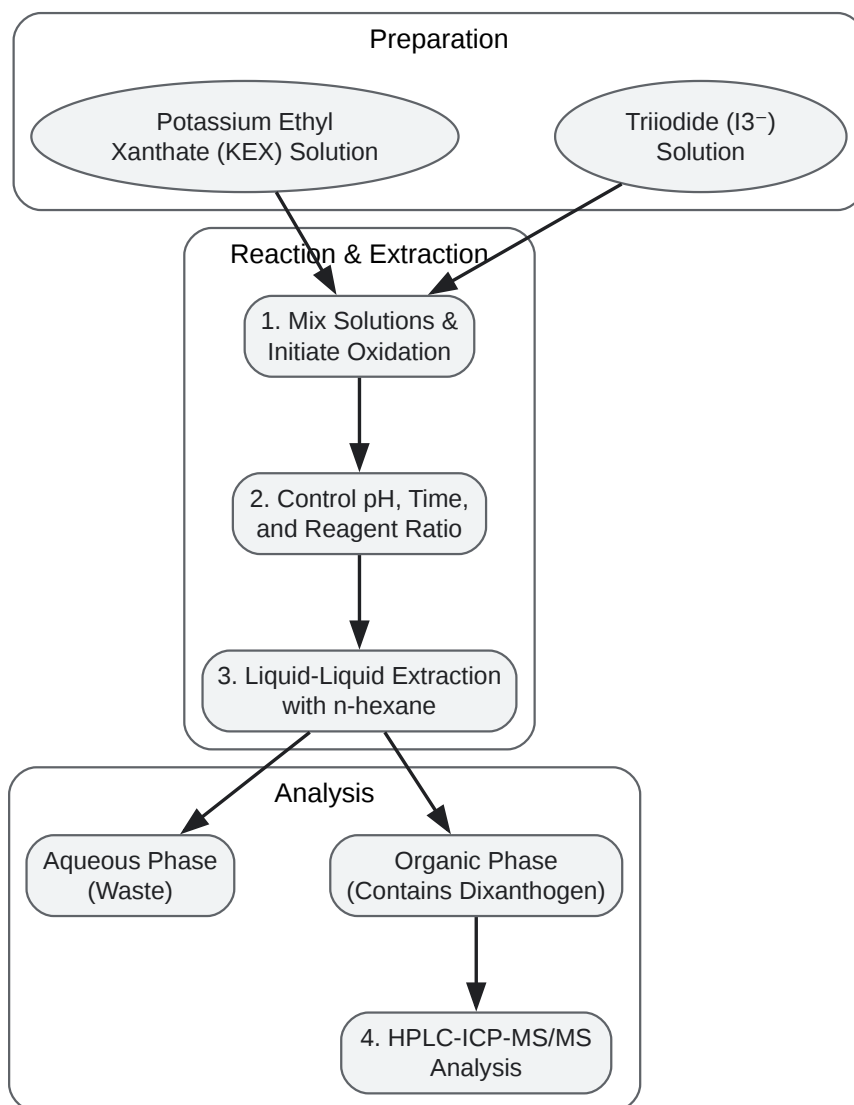 Preparation
Potassium Ethyl
Xanthate (KEX) Solution
Triiodide (I3⁻)
Solution
Reaction & Extraction
1. Mix Solutions &
Initiate Oxidation
2. Control pH, Time,
and Reagent Ratio
3. Liquid-Liquid Extraction
with n-hexane
Analysis
Aqueous Phase
(Waste)
Organic Phase
(Contains Dixanthogen)
4. HPLC-ICP-MS/MS
Analysis